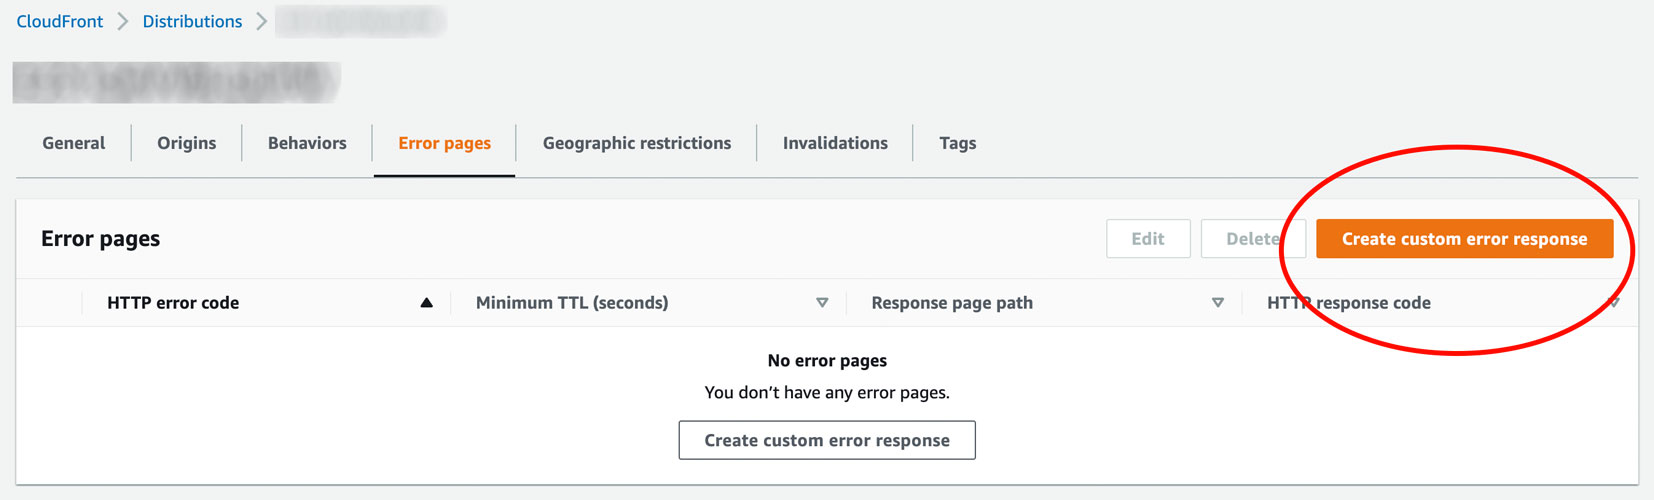 CloudFront Distributions
General Origins Behaviors Error pages Geographic restrictions Invalidations Tags
Error pages Edit Delete Create custom error response
HTTP error code Minimum TTL (seconds) Response page path HTTP response code
No error pages
You don't have any error pages.
Create custom error response